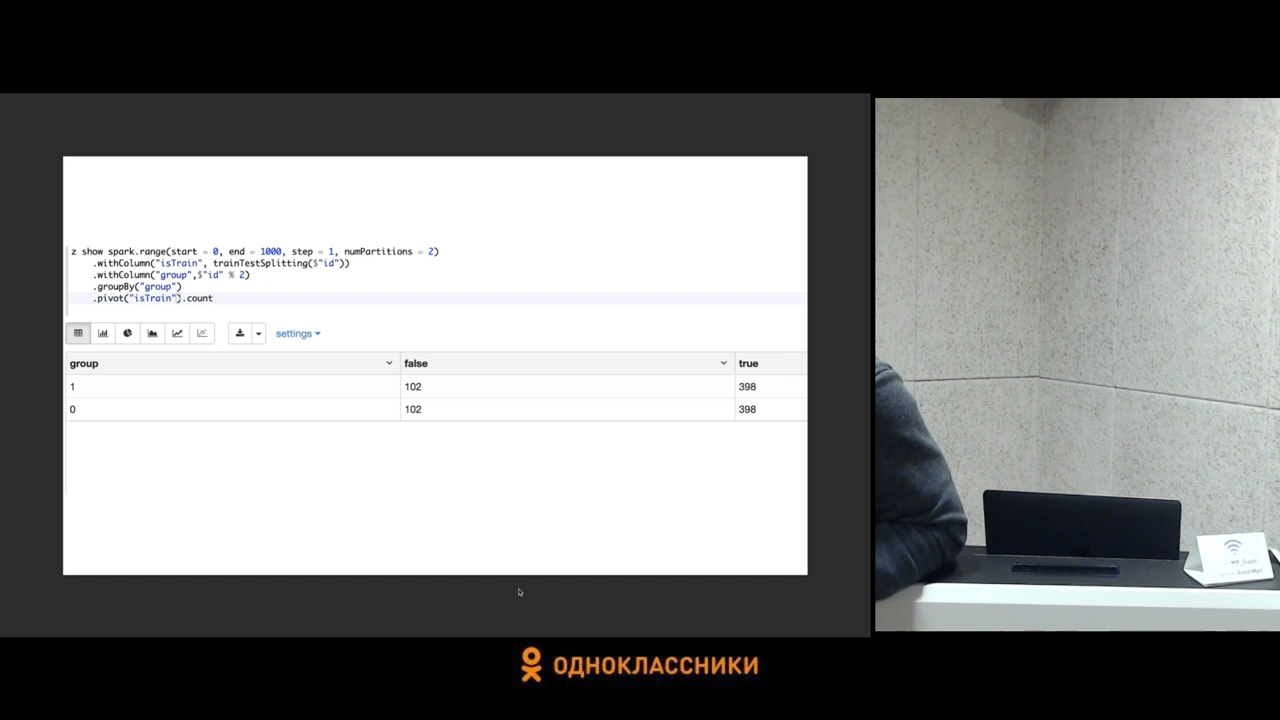 z show spark.range(start = 0, end = 1000, step = 1, numPartitions = 2)
.withColumn("isTrain", trainTestSplitting($"id"))
.withColumn("group",$"id" % 2)
.groupBy("group")
.pivot("isTrain").count
settings
group false true
1 102 398
0 102 398
ОДНОКЛАССНИКИ